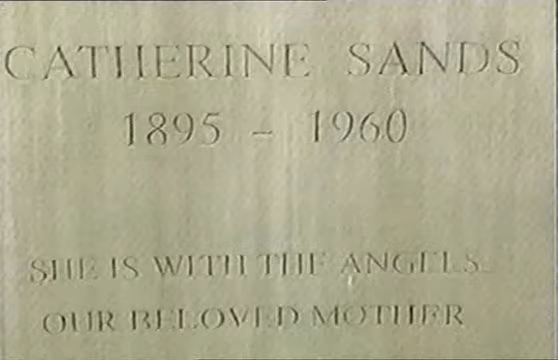 CATHERINE SANDS
1895 - 1960
SHE IS WITH THE ANGELS
OUR BELOVED MOTHER